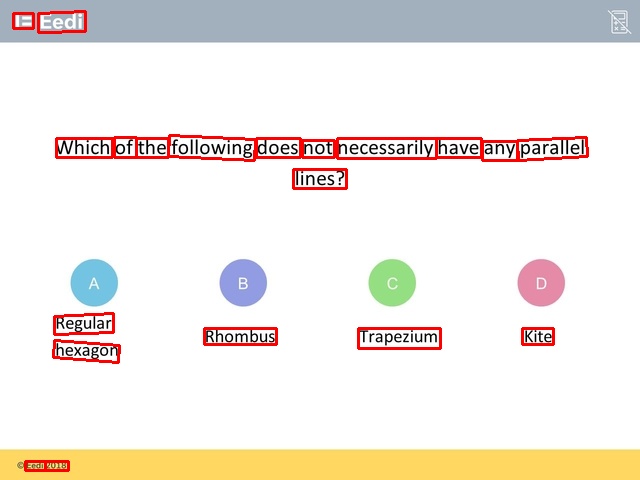 Eedi
Which of the following does not necessarily have any parallel
lines?
A
B
C
D
Regular
hexagon
Rhombus
Trapezium
Kite
© Eedi 2018